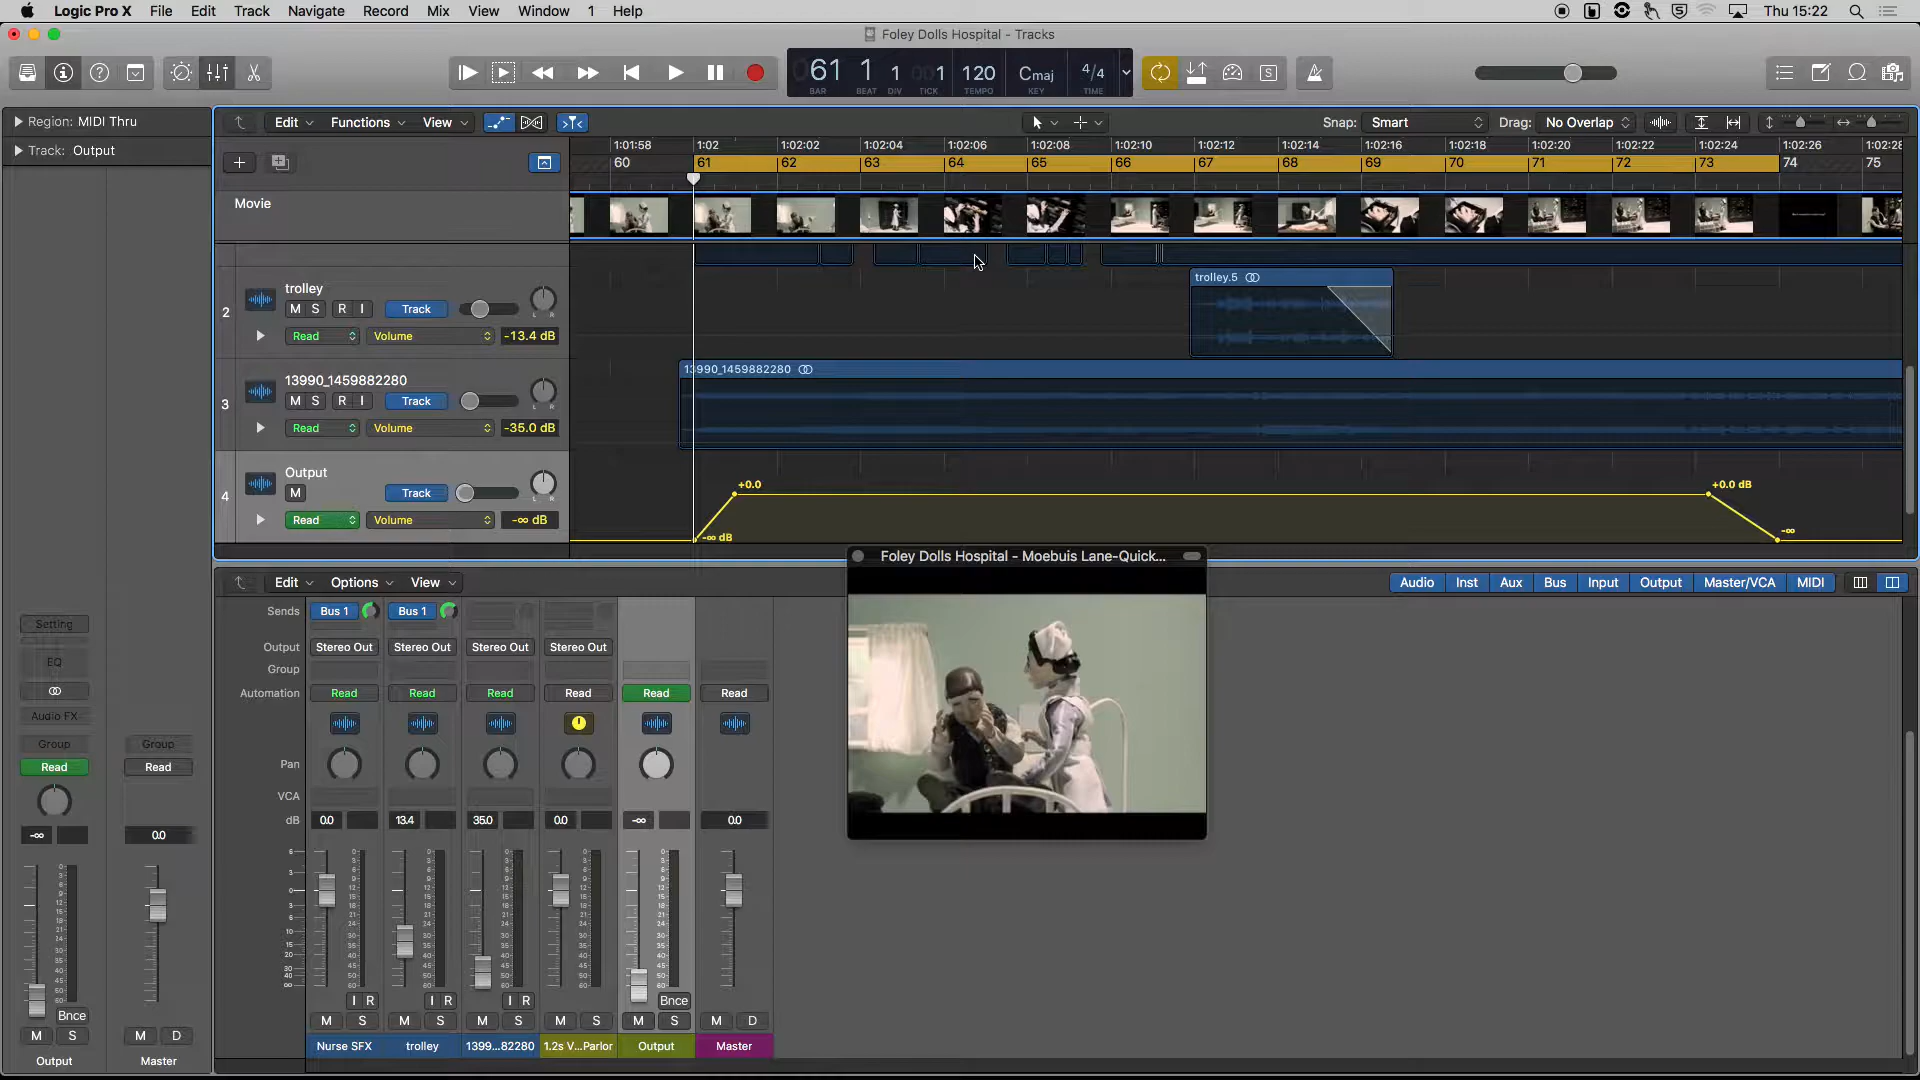 Logic Pro X File Edit Track Navigate Record Mix View Window 1 Help Thu 15:22
Foley Dolls Hospital - Tracks
61 1 1 001 120 Cmaj 4/4
BAR BEAT DIV TICK TEMPO KEY TIME
S
Region: MIDI Thru
Track: Output
Edit Functions View Snap: Smart Drag: No Overlap
1:01:58 1:02 1:02:02 1:02:04 1:02:06 1:02:08 1:02:10 1:02:12 1:02:14 1:02:16 1:02:18 1:02:20 1:02:22 1:02:24 1:02:26 1:02:28
60 61 62 63 64 65 66 67 68 69 70 71 72 73 74 75
Movie
trolley.5
2 trolley
M S R I Track L R
Read Volume -13.4 dB
13990_1459882280
3 13990_1459882280
M S R I Track L R
Read Volume -35.0 dB
4 Output
M Track L R
Read Volume -∞ dB
+0.0
+0.0 dB
-∞ dB
-∞
Foley Dolls Hospital - Moebuis Lane-Quick...
Edit Options View Audio Inst Aux Bus Input Output Master/VCA MIDI
Sends Bus 1 Bus 1
Output Stereo Out Stereo Out Stereo Out Stereo Out
Group
Automation Read Read Read Read Read Read
Pan
VCA
dB 0.0 13.4 35.0 0.0 -∞ 0.0
I R I R I R Bnce
M S M S M S M S M S M D
Nurse SFX trolley 1399...82280 1.2s V...Parlor Output Master
Setting
EQ
Audio FX
Group Group
Read Read
-∞ 0.0
Bnce
M S M D
Output Master